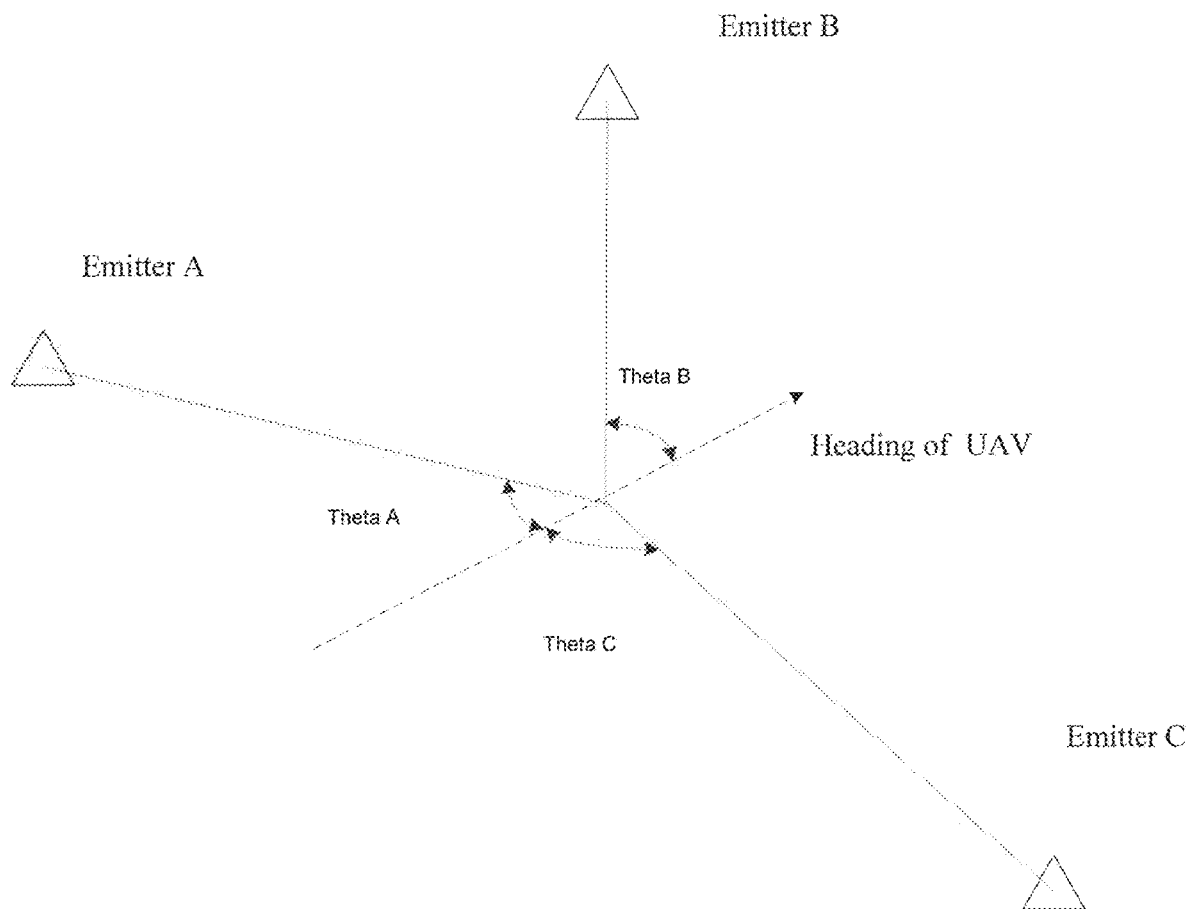 Emitter B
Emitter A
Theta B
Heading of UAV
Theta A
Theta C
Emitter C